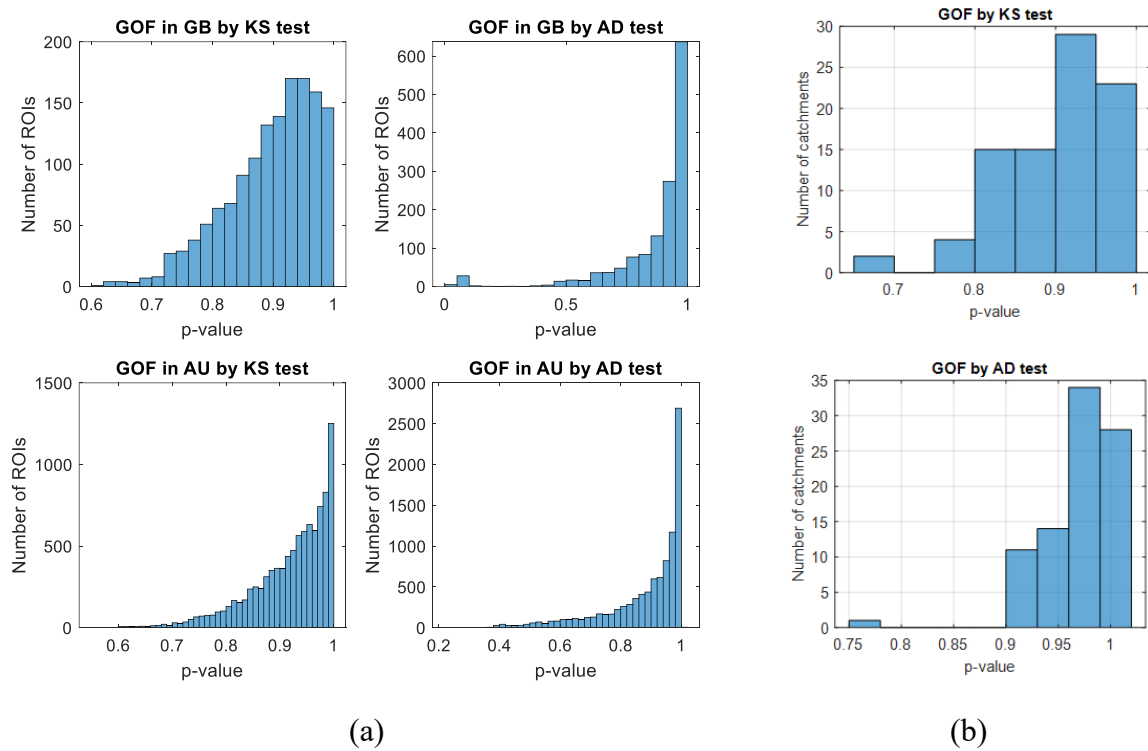 GOF in GB by KS test
200
150
100
50
0
0.6 0.7 0.8 0.9 1
Number of ROIs
p-value
GOF in GB by AD test
600
400
200
0
0 0.5 1
Number of ROIs
p-value
GOF by KS test
30
25
20
15
10
5
0
0.7 0.8 0.9 1
Number of catchments
p-value
GOF in AU by KS test
1500
1000
500
0
0.5 0.6 0.7 0.8 0.9 1
Number of ROIs
p-value
GOF in AU by AD test
3000
2500
2000
1500
1000
500
0
0.2 0.4 0.6 0.8 1
Number of ROIs
p-value
GOF by AD test
35
30
25
20
15
10
5
0
0.75 0.8 0.85 0.9 0.95 1
Number of catchments
p-value
(a)
(b)